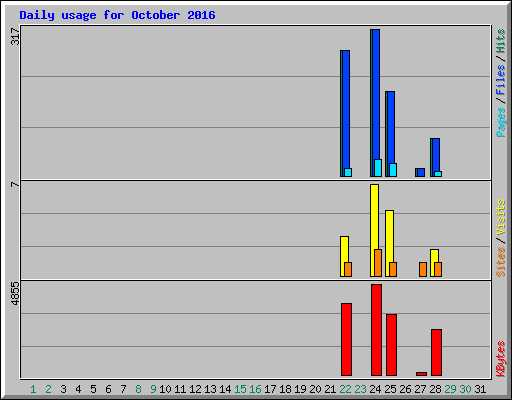 Daily usage for October 2016
317
Pages / Files / Hits
7
Sites / Visits
4855
KBytes
1 2 3 4 5 6 7 8 9 10 11 12 13 14 15 16 17 18 19 20 21 22 23 24 25 26 27 28 29 30 31